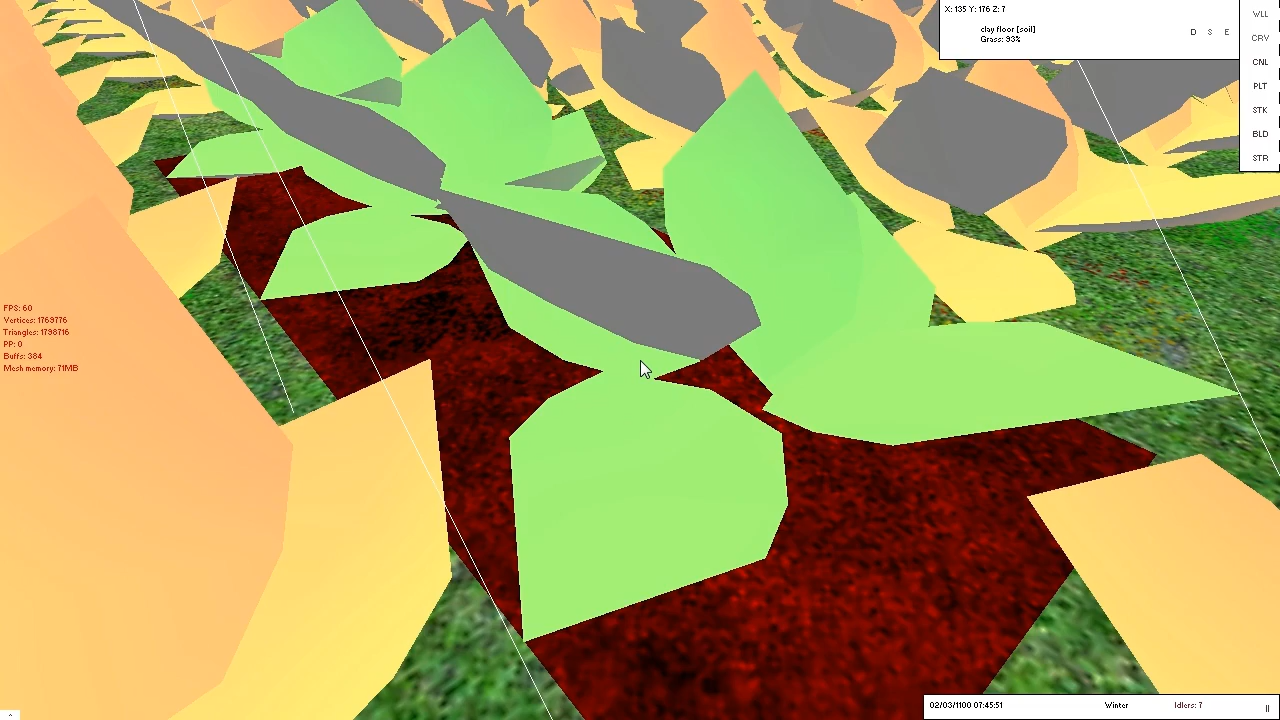 X: 135 Y: 176 Z: 7
clay floor [soil]
Grass: 93%
D S E
WLL
CRV
CNL
PLT
STK
BLD
STR
FPS: 60
Vertices: 1769776
Triangles: 1798716
PP: 0
Buffs: 384
Mesh memory: 71MB
02/03/1100 07:45:51 Winter Idlers: 7 ||
^